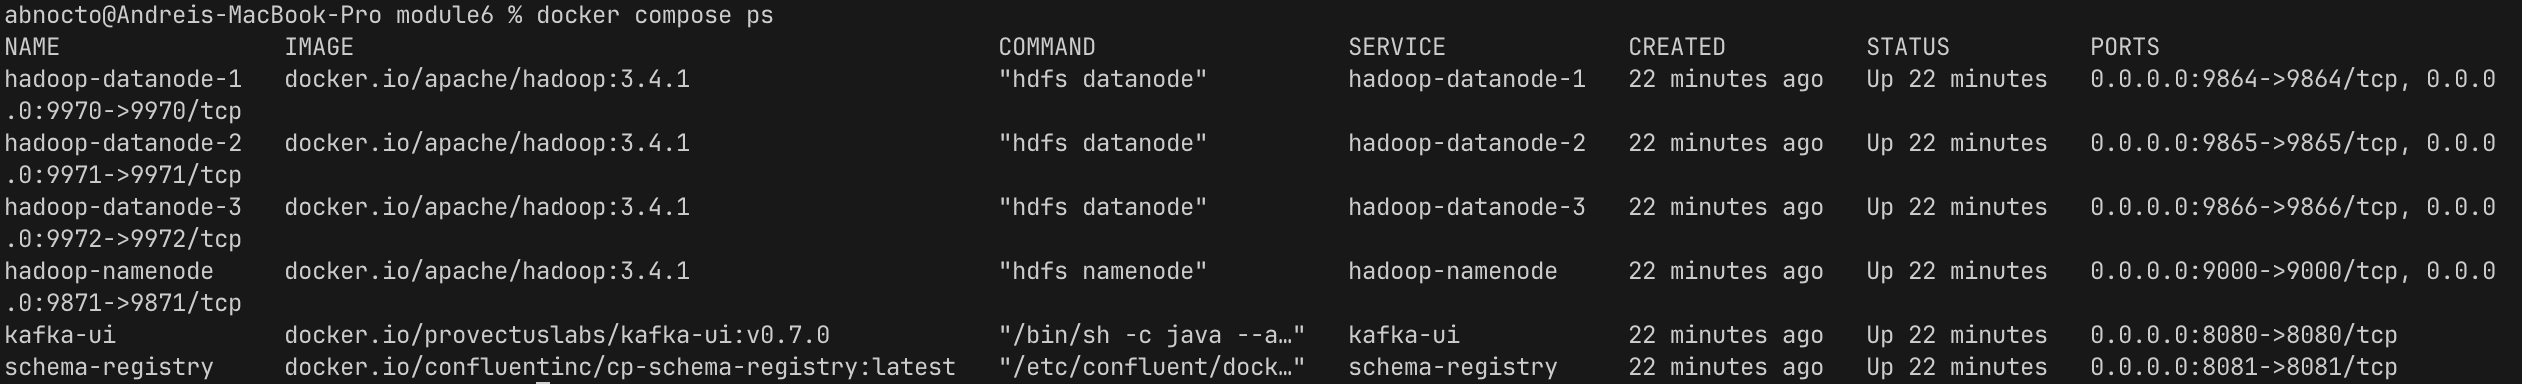 abnocto@Andreis-MacBook-Pro module6 % docker compose ps
NAME IMAGE COMMAND SERVICE CREATED STATUS PORTS
hadoop-datanode-1 docker.io/apache/hadoop:3.4.1 "hdfs datanode" hadoop-datanode-1 22 minutes ago Up 22 minutes 0.0.0.0:9864->9864/tcp, 0.0.0
.0:9970->9970/tcp
hadoop-datanode-2 docker.io/apache/hadoop:3.4.1 "hdfs datanode" hadoop-datanode-2 22 minutes ago Up 22 minutes 0.0.0.0:9865->9865/tcp, 0.0.0
.0:9971->9971/tcp
hadoop-datanode-3 docker.io/apache/hadoop:3.4.1 "hdfs datanode" hadoop-datanode-3 22 minutes ago Up 22 minutes 0.0.0.0:9866->9866/tcp, 0.0.0
.0:9972->9972/tcp
hadoop-namenode docker.io/apache/hadoop:3.4.1 "hdfs namenode" hadoop-namenode 22 minutes ago Up 22 minutes 0.0.0.0:9000->9000/tcp, 0.0.0
.0:9871->9871/tcp
kafka-ui docker.io/provectuslabs/kafka-ui:v0.7.0 "/bin/sh -c java --a…" kafka-ui 22 minutes ago Up 22 minutes 0.0.0.0:8080->8080/tcp
schema-registry docker.io/confluentinc/cp-schema-registry:latest "/etc/confluent/dock…" schema-registry 22 minutes ago Up 22 minutes 0.0.0.0:8081->8081/tcp